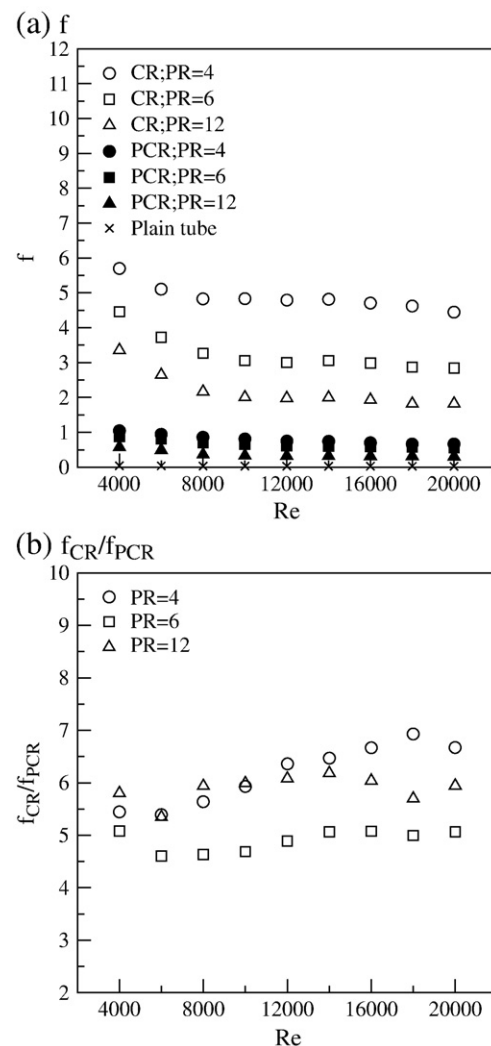 (a) f
12
11
10
9
8
7
6
5
4
3
2
1
0
f
CR;PR=4
CR;PR=6
CR;PR=12
PCR;PR=4
PCR;PR=6
PCR;PR=12
Plain tube
4000 8000 12000 16000 20000
Re
(b) fCR/fPCR
10
9
8
7
6
5
4
3
2
fCR/fPCR
PR=4
PR=6
PR=12
4000 8000 12000 16000 20000
Re